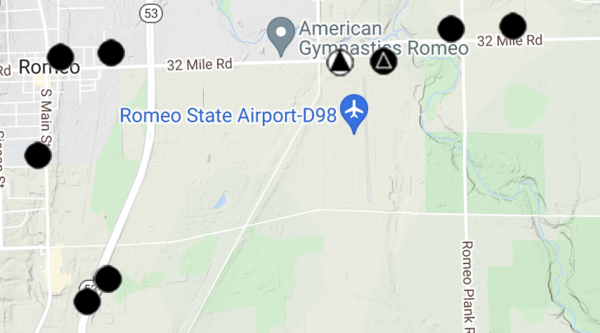 53
American
Gymnastics Romeo
32 Mile Rd
Rd
Romeo
32 Mile Rd
S Main St
Romeo State Airport-D98
Romeo Plank R